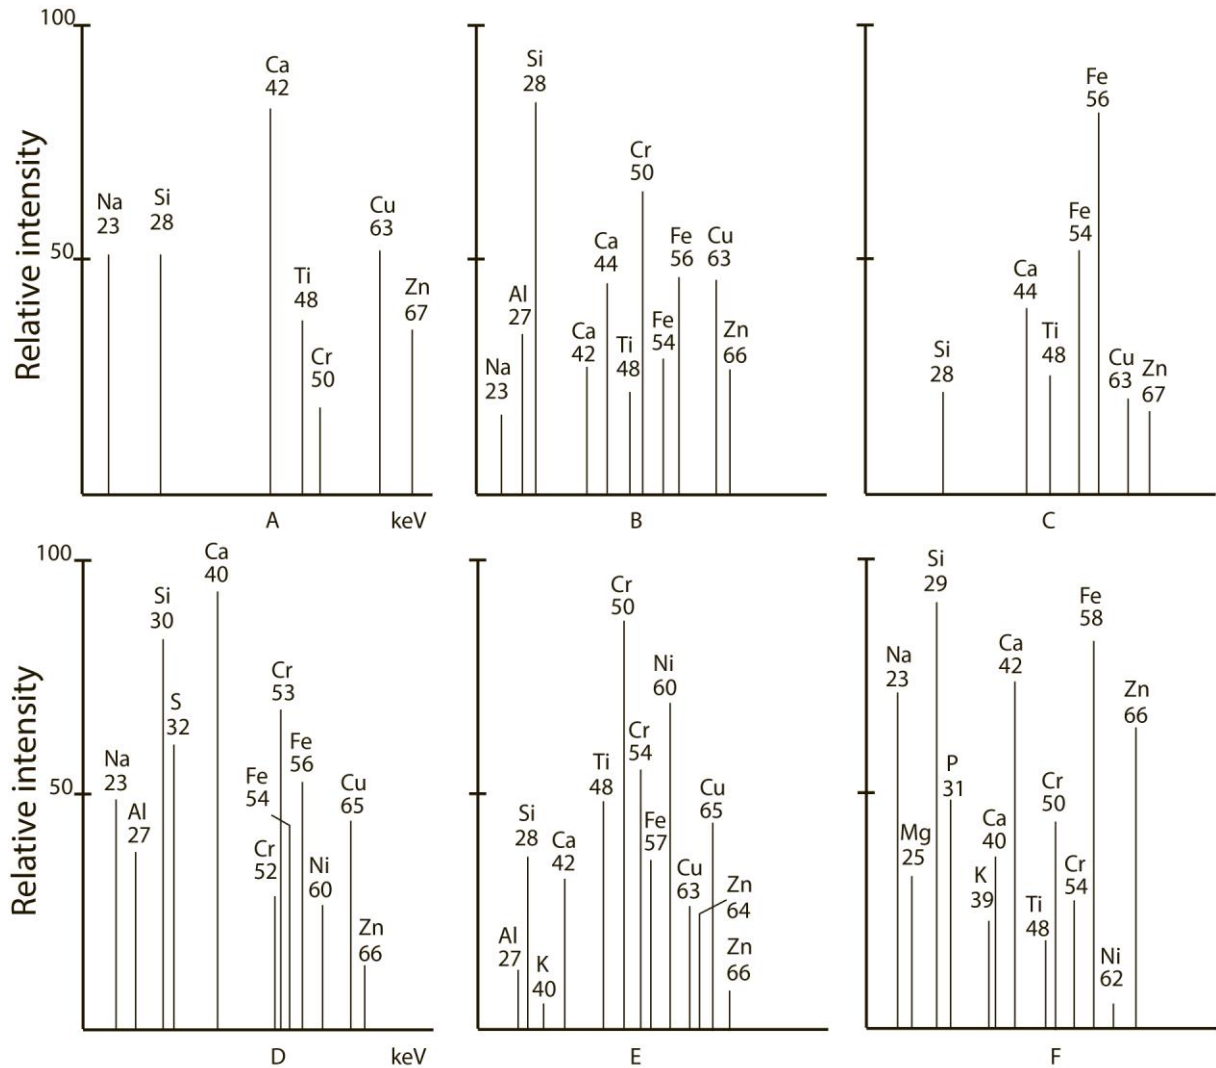 Relative intensity
100
50
Na
23
Si
28
Ca
42
Ti
48
Cr
50
Cu
63
Zn
67
A
keV
Na
23
Al
27
Si
28
Ca
42
Ca
44
Ti
48
Cr
50
Fe
54
Fe
56
Cu
63
Zn
66
B
Si
28
Ca
44
Ti
48
Fe
54
Fe
56
Cu
63
Zn
67
C
Relative intensity
100
50
Na
23
Al
27
Si
30
S
32
Ca
40
Cr
52
Cr
53
Fe
54
Fe
56
Ni
60
Cu
65
Zn
66
D
keV
Al
27
Si
28
K
40
Ca
42
Ti
48
Cr
50
Cr
54
Fe
57
Ni
60
Cu
63
Zn
64
Cu
65
Zn
66
E
Na
23
Mg
25
Si
29
P
31
K
39
Ca
40
Ca
42
Ti
48
Cr
50
Cr
54
Fe
58
Ni
62
Zn
66
F